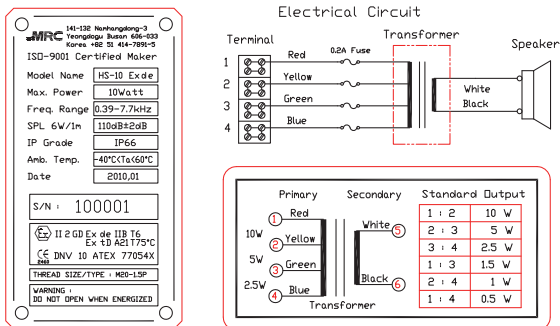 MRC
141-132 Namhangdong-3
Yeongdogu Busan 606-033
Korea +82 51 414-7891~5
ISO-9001 Certified Maker
Model Name HS-10 Exde
Max. Power 10Watt
Freq. Range 0.39-7.7kHz
SPL 6W/1m 110dB±2dB
IP Grade IP66
Amb. Temp. -40°C<Ta<60°C
Date 2010,01
S/N : 100001
Ex II 2 GD Ex de IIB T6
Ex tD A21 T75°C
CE DNV 10 ATEX 77054X
2460
THREAD SIZE/TYPE : M20-1.5P
WARNING :
DO NOT OPEN WHEN ENERGIZED
Electrical Circuit
Terminal
Transformer
Speaker
0.2A Fuse
1 Red
2 Yellow
3 Green
4 Blue
White
Black
Primary Secondary Standard Output
1 Red
10W
2 Yellow
5W
3 Green
2.5W
4 Blue
White 5
Black 6
Transformer
1 : 2 10 W
2 : 3 5 W
3 : 4 2.5 W
1 : 3 1.5 W
2 : 4 1 W
1 : 4 0.5 W